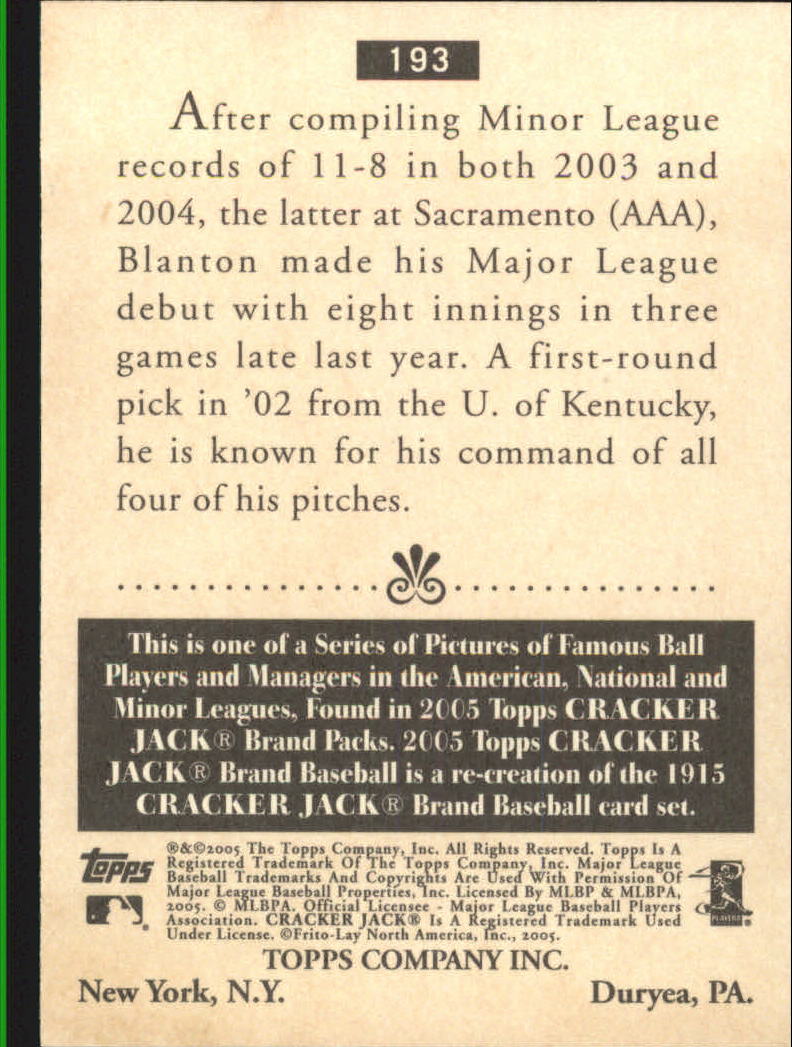 193
After compiling Minor League
records of 11-8 in both 2003 and
2004, the latter at Sacramento (AAA),
Blanton made his Major League
debut with eight innings in three
games late last year. A first-round
pick in ’02 from the U. of Kentucky,
he is known for his command of all
four of his pitches.
This is one of a Series of Pictures of Famous Ball
Players and Managers in the American, National and
Minor Leagues, Found in 2005 Topps CRACKER
JACK® Brand Packs. 2005 Topps CRACKER
JACK® Brand Baseball is a re-creation of the 1915
CRACKER JACK® Brand Baseball card set.
Topps
®&©2005 The Topps Company, Inc. All Rights Reserved. Topps Is A
Registered Trademark Of The Topps Company, Inc. Major League
Baseball Trademarks And Copyrights Are Used With Permission Of
Major League Baseball Properties, Inc. Licensed By MLBP & MLBPA,
2005. © MLBPA. Official Licensee - Major League Baseball Players
Association. CRACKER JACK® Is A Registered Trademark Used
Under License. ©Frito-Lay North America, Inc., 2005.
PLAYERS
TOPPS COMPANY INC.
New York, N.Y. Duryea, PA.